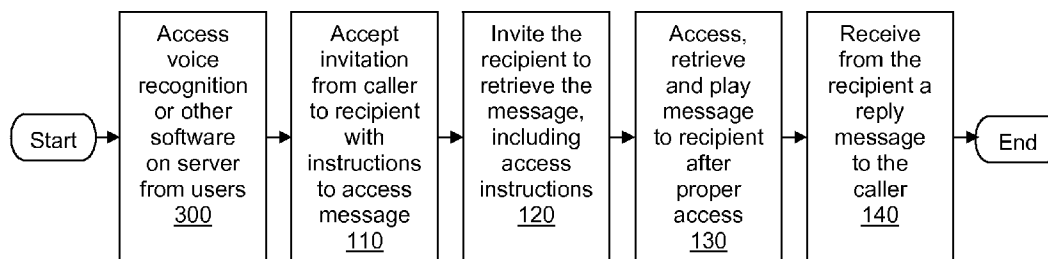 Start
Access
voice
recognition
or other
software
on server
from users
300
Accept
invitation
from caller
to recipient
with
instructions
to access
message
110
Invite the
recipient to
retrieve the
message,
including
access
instructions
120
Access,
retrieve
and play
message
to recipient
after
proper
access
130
Receive
from the
recipient a
reply
message
to the
caller
140
End